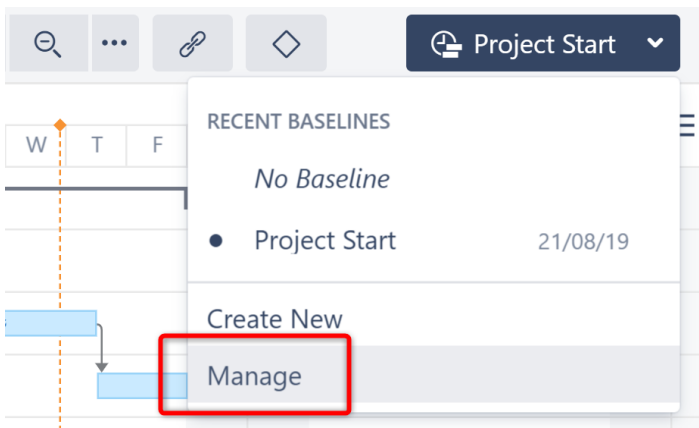 Project Start
RECENT BASELINES
W T F
No Baseline
Project Start 21/08/19
Create New
Manage